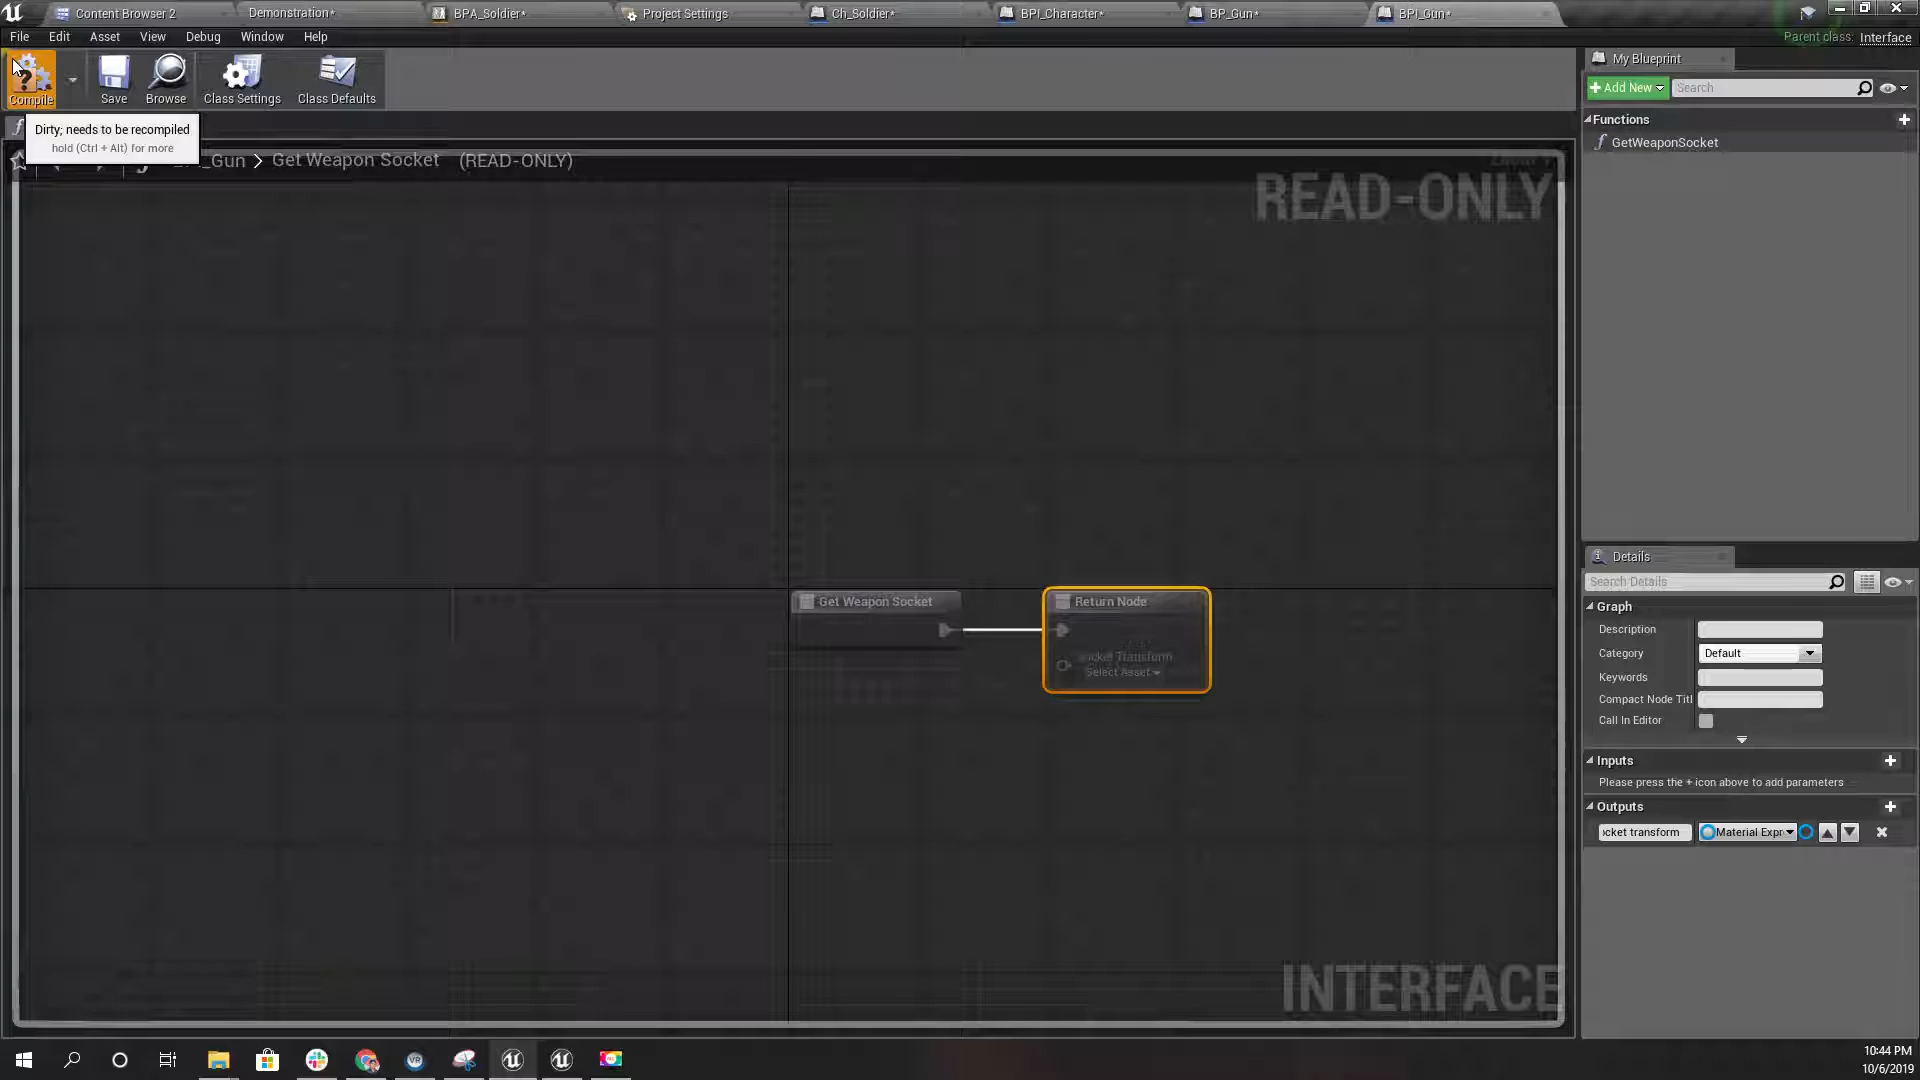 Content Browser 2
Demonstration*
BPA_Soldier*
Project Settings
Ch_Soldier*
BPI_Character*
BP_Gun*
BPI_Gun*
File
Edit
Asset
View
Debug
Window
Help
Parent class: Interface
Compile
Save
Browse
Class Settings
Class Defaults
Dirty; needs to be recompiled
hold (Ctrl + Alt) for more
_Gun > Get Weapon Socket (READ-ONLY)
READ-ONLY
Get Weapon Socket
Return Node
ocket Transform
Select Asset
INTERFACE
My Blueprint
+ Add New
Search
Functions
GetWeaponSocket
Details
Search Details
Graph
Description
Category
Default
Keywords
Compact Node Titl
Call In Editor
Inputs
Please press the + icon above to add parameters
Outputs
ocket transform
Material Expr
10:44 PM
10/6/2019